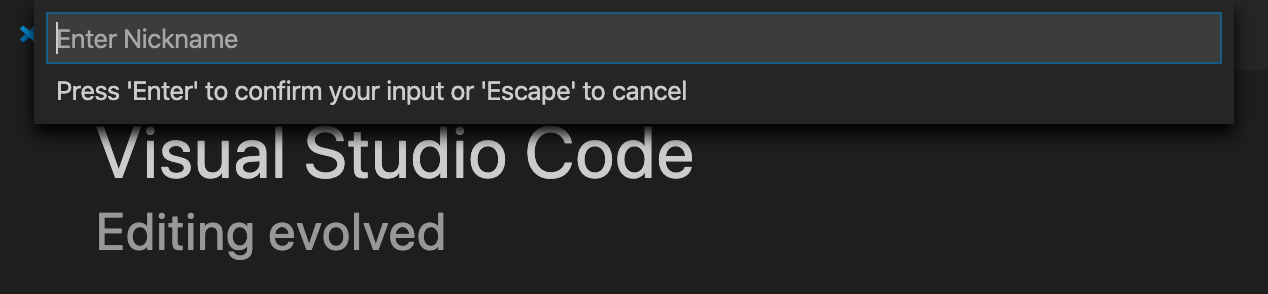 Enter Nickname
Press 'Enter' to confirm your input or 'Escape' to cancel
Visual Studio Code
Editing evolved